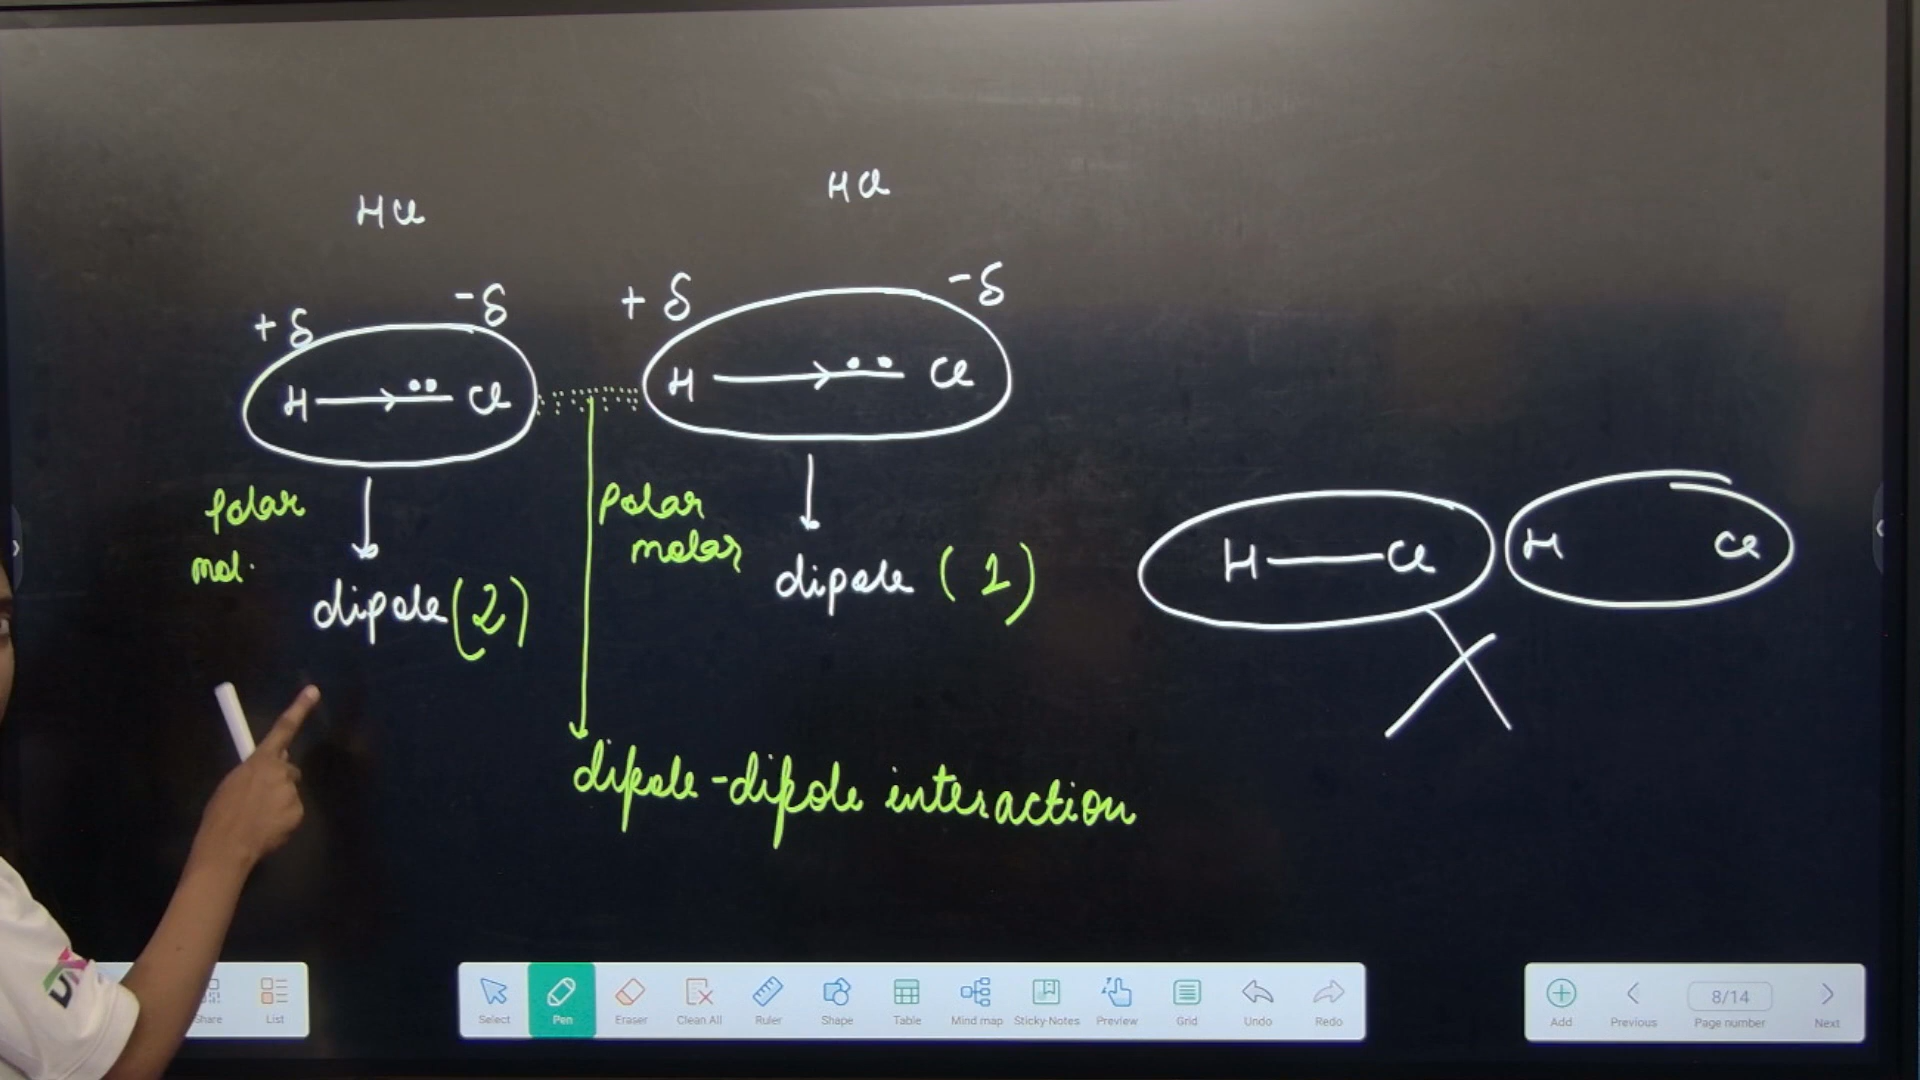 HCl
HCl
+δ -δ
+δ -δ
H Cl
H Cl
Polar
mol.
dipole (2)
Polar
molar
dipole (1)
dipole-dipole interaction
H Cl
H Cl
Share
List
Select
Pen
Eraser
Clean All
Ruler
Shape
Table
Mind map
Sticky-Notes
Preview
Grid
Undo
Redo
Add
Previous
8/14
Page number
Next